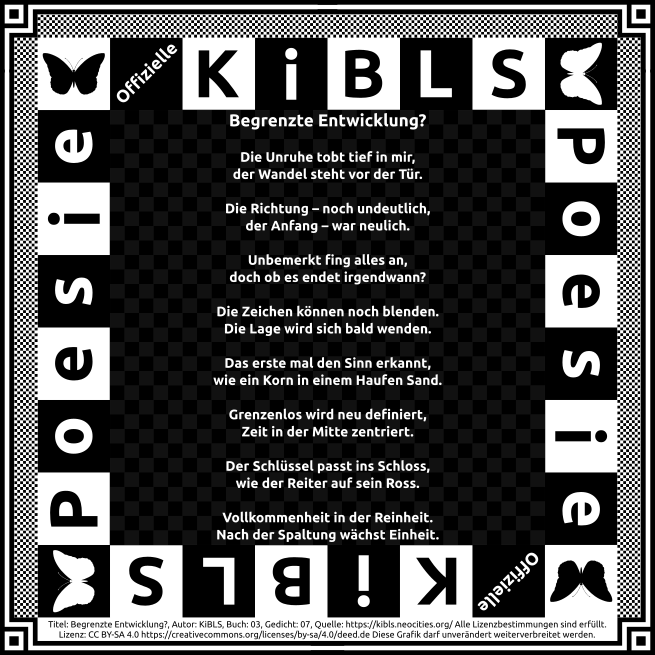 Offizielle
KiBLS
Poesie
Poesie
Begrenzte Entwicklung?
Die Unruhe tobt tief in mir,
der Wandel steht vor der Tür.
Die Richtung – noch undeutlich,
der Anfang – war neulich.
Unbemerkt fing alles an,
doch ob es endet irgendwann?
Die Zeichen können noch blenden.
Die Lage wird sich bald wenden.
Das erste mal den Sinn erkannt,
wie ein Korn in einem Haufen Sand.
Grenzenlos wird neu definiert,
Zeit in der Mitte zentriert.
Der Schlüssel passt ins Schloss,
wie der Reiter auf sein Ross.
Vollkommenheit in der Reinheit.
Nach der Spaltung wächst Einheit.
Offizielle
KiBLS
Titel: Begrenzte Entwicklung?, Autor: KiBLS, Buch: 03, Gedicht: 07, Quelle: https://kibls.neocities.org/ Alle Lizenzbestimmungen sind erfüllt.
Lizenz: CC BY-SA 4.0 https://creativecommons.org/licenses/by-sa/4.0/deed.de Diese Grafik darf unverändert weiterverbreitet werden.